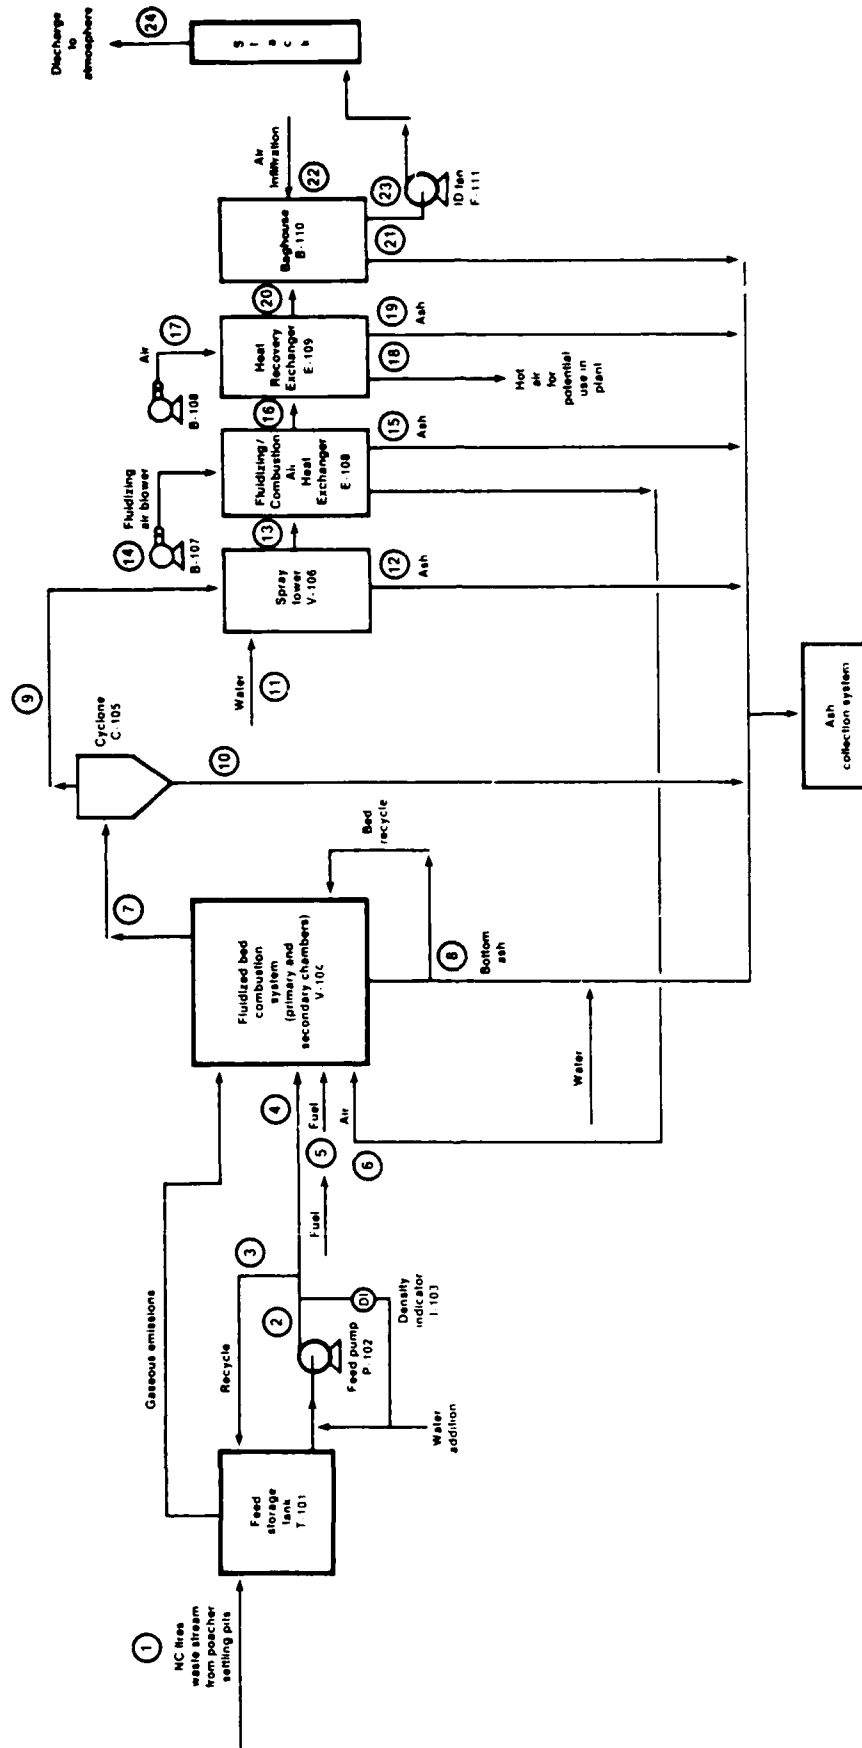 1
NC fires
waste stream
from poacher
settling pits
Feed
storage
tank
T-101
Gaseous emissions
Recycle
3
2
Feed pump
P-102
Water
addition
DI
Density
indicator
I-103
4
Fuel
5
Fuel
Air
6
Fluidized bed
combustion
system
(primary and
secondary chambers)
V-104
7
8
Bottom
ash
Bed
recycle
Water
Cyclone
C-105
9
10
Water
11
Spray
tower
V-106
12
Ash
13
14
Fluidizing
air blower
B-107
Fluidizing/
Combustion
Air
Heat
Exchanger
E-108
15
Ash
16
Air
17
B-108
Heat
Recovery
Exchanger
E-109
18
Hot
air
for
potential
use in
plant
19
Ash
20
Baghouse
B-110
21
Air
infiltration
22
23
ID fan
F-111
Stack
24
Discharge
to
atmosphere
Ash
collection system